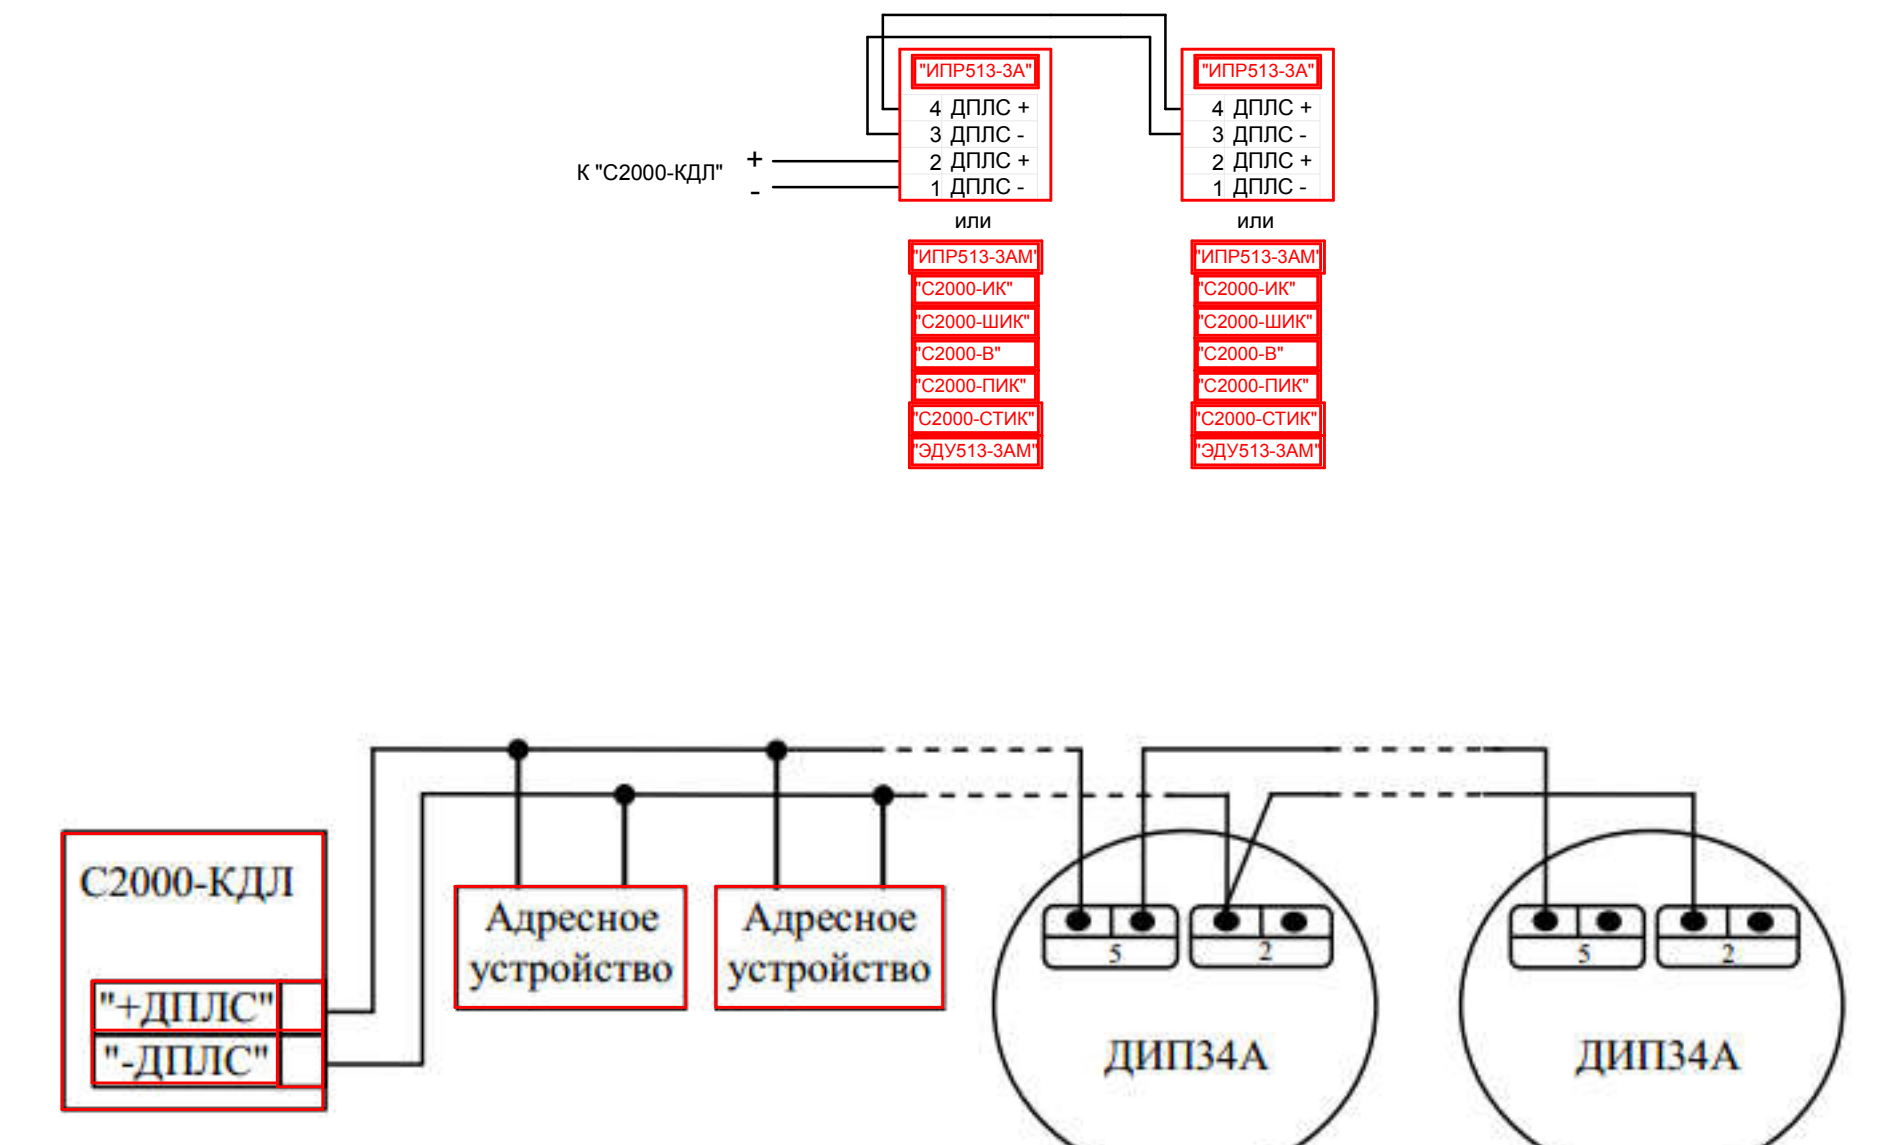 "ИПР513-3А" "ИПР513-3А"
4 ДПЛС + 4 ДПЛС +
3 ДПЛС - 3 ДПЛС -
+ 2 ДПЛС + 2 ДПЛС +
К "С2000-КДЛ"
- 1 ДПЛС - 1 ДПЛС -
или или
"ИПР513-3АМ" "ИПР513-3АМ"
"С2000-ИК" "С2000-ИК"
"С2000-ШИК" "С2000-ШИК"
"С2000-В" "С2000-В"
"С2000-ПИК" "С2000-ПИК"
"С2000-СТИК" "С2000-СТИК"
"ЭДУ513-3АМ" "ЭДУ513-3АМ"
С2000-КДЛ
"+ДПЛС"
"-ДПЛС"
Адресное
устройство
Адресное
устройство
5 2
ДИП34А
5 2
ДИП34А